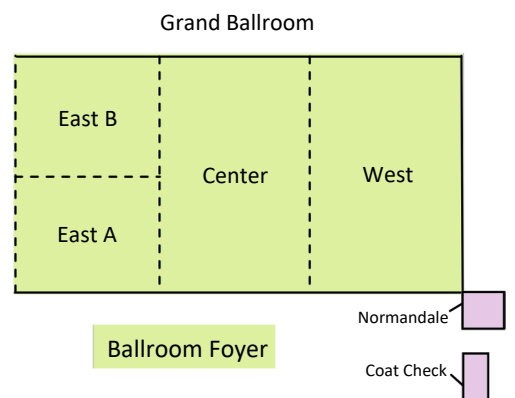 Grand Ballroom
East B
Center
West
East A
Normandale
Ballroom Foyer
Coat Check